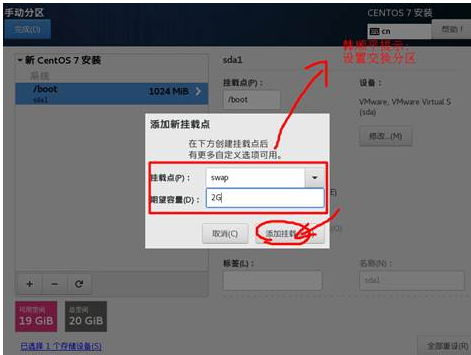 手动分区
完成(D)
CENTOS 7 安装
cn
帮助!
韩顺平提示:
设置交换分区
新 CentOS 7 安装
系统
/boot
sda1
1024 MiB
sda1
挂载点(P):
/boot
设备:
VMware, VMware Virtual S
(sda)
修改...(M)
添加新挂载点
在下方创建挂载点后
有更多自定义选项可用。
挂载点(P):
swap
期望容量(D):
2G
取消(C)
添加挂载
E)
(O)
标签(L):
名称(N):
sda1
+
−
可用空间
19 GiB
总空间
20 GiB
已选择 1 个存储设备(S)
全部重设(R)